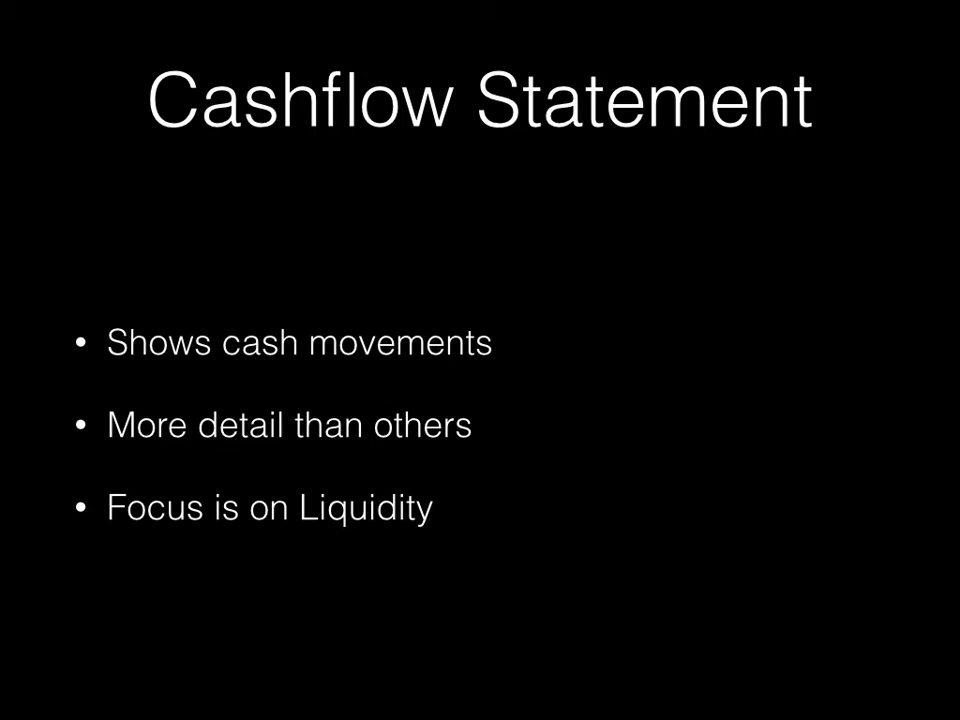 Cashflow Statement
• Shows cash movements
• More detail than others
• Focus is on Liquidity